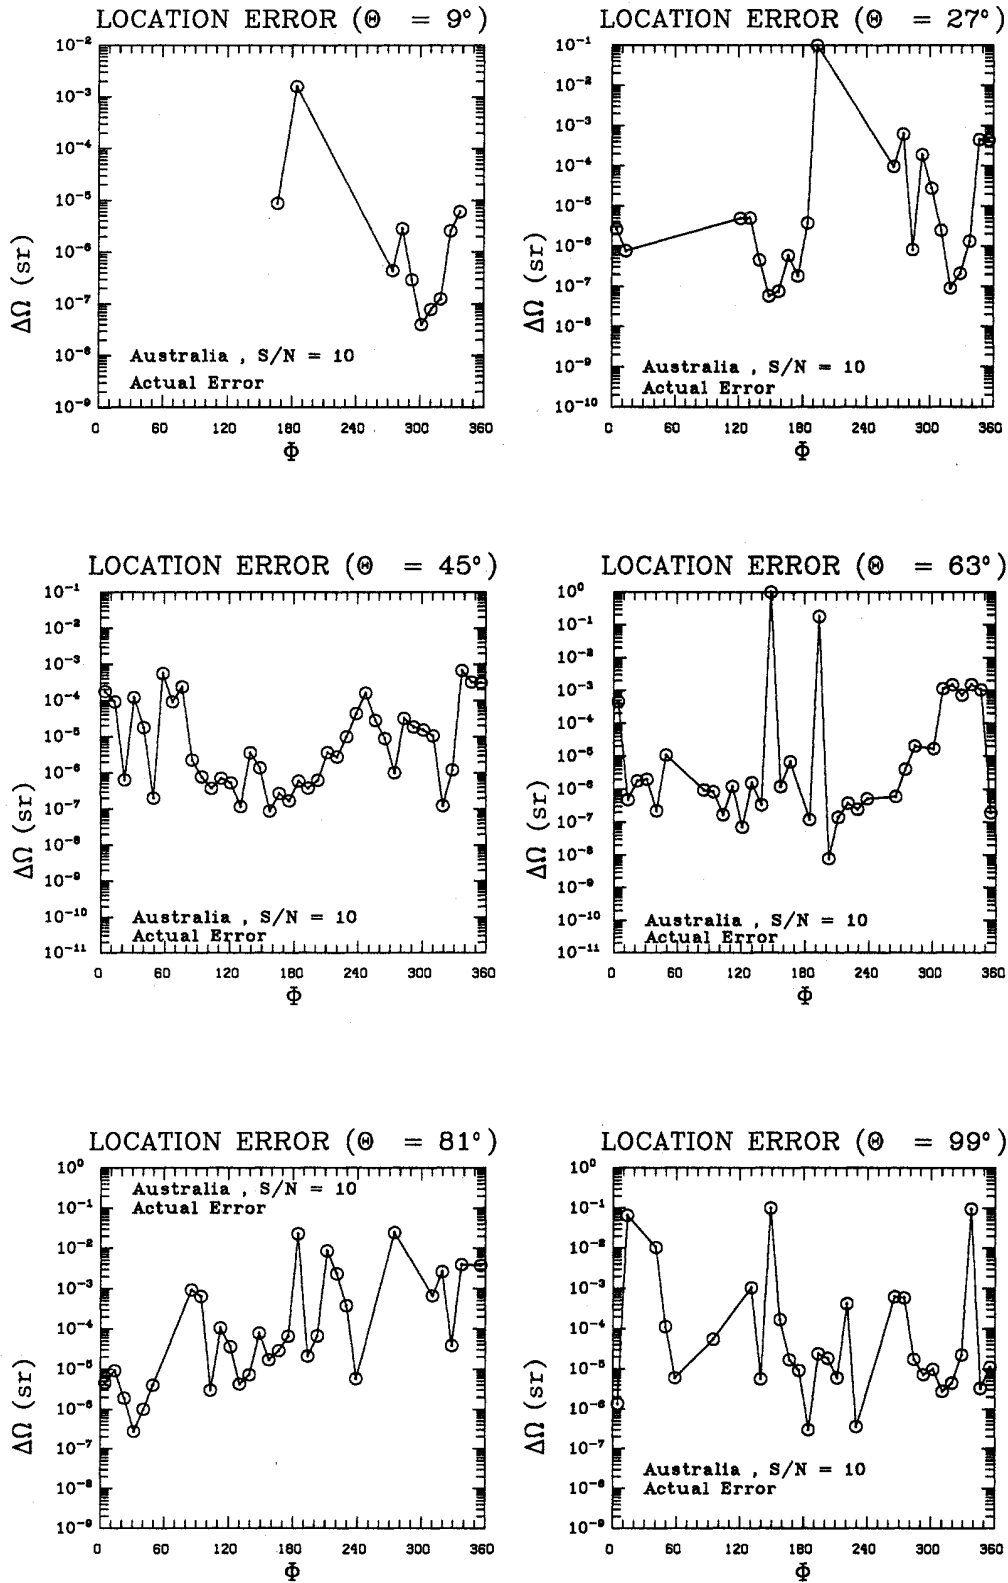 LOCATION ERROR (Θ = 9°)
10⁻²
10⁻³
10⁻⁴
10⁻⁵
10⁻⁶
10⁻⁷
10⁻⁸
10⁻⁹
ΔΩ (sr)
Australia , S/N = 10
Actual Error
0 60 120 180 240 300 360
Φ
LOCATION ERROR (Θ = 27°)
10⁻¹
10⁻²
10⁻³
10⁻⁴
10⁻⁵
10⁻⁶
10⁻⁷
10⁻⁸
10⁻⁹
10⁻¹⁰
ΔΩ (sr)
Australia , S/N = 10
Actual Error
0 60 120 180 240 300 360
Φ
LOCATION ERROR (Θ = 45°)
10⁻¹
10⁻²
10⁻³
10⁻⁴
10⁻⁵
10⁻⁶
10⁻⁷
10⁻⁸
10⁻⁹
10⁻¹⁰
10⁻¹¹
ΔΩ (sr)
Australia , S/N = 10
Actual Error
0 60 120 180 240 300 360
Φ
LOCATION ERROR (Θ = 63°)
10⁰
10⁻¹
10⁻²
10⁻³
10⁻⁴
10⁻⁵
10⁻⁶
10⁻⁷
10⁻⁸
10⁻⁹
10⁻¹⁰
10⁻¹¹
ΔΩ (sr)
Australia , S/N = 10
Actual Error
0 60 120 180 240 300 360
Φ
LOCATION ERROR (Θ = 81°)
10⁰
10⁻¹
10⁻²
10⁻³
10⁻⁴
10⁻⁵
10⁻⁶
10⁻⁷
10⁻⁸
10⁻⁹
ΔΩ (sr)
Australia , S/N = 10
Actual Error
0 60 120 180 240 300 360
Φ
LOCATION ERROR (Θ = 99°)
10⁰
10⁻¹
10⁻²
10⁻³
10⁻⁴
10⁻⁵
10⁻⁶
10⁻⁷
10⁻⁸
10⁻⁹
ΔΩ (sr)
Australia , S/N = 10
Actual Error
0 60 120 180 240 300 360
Φ